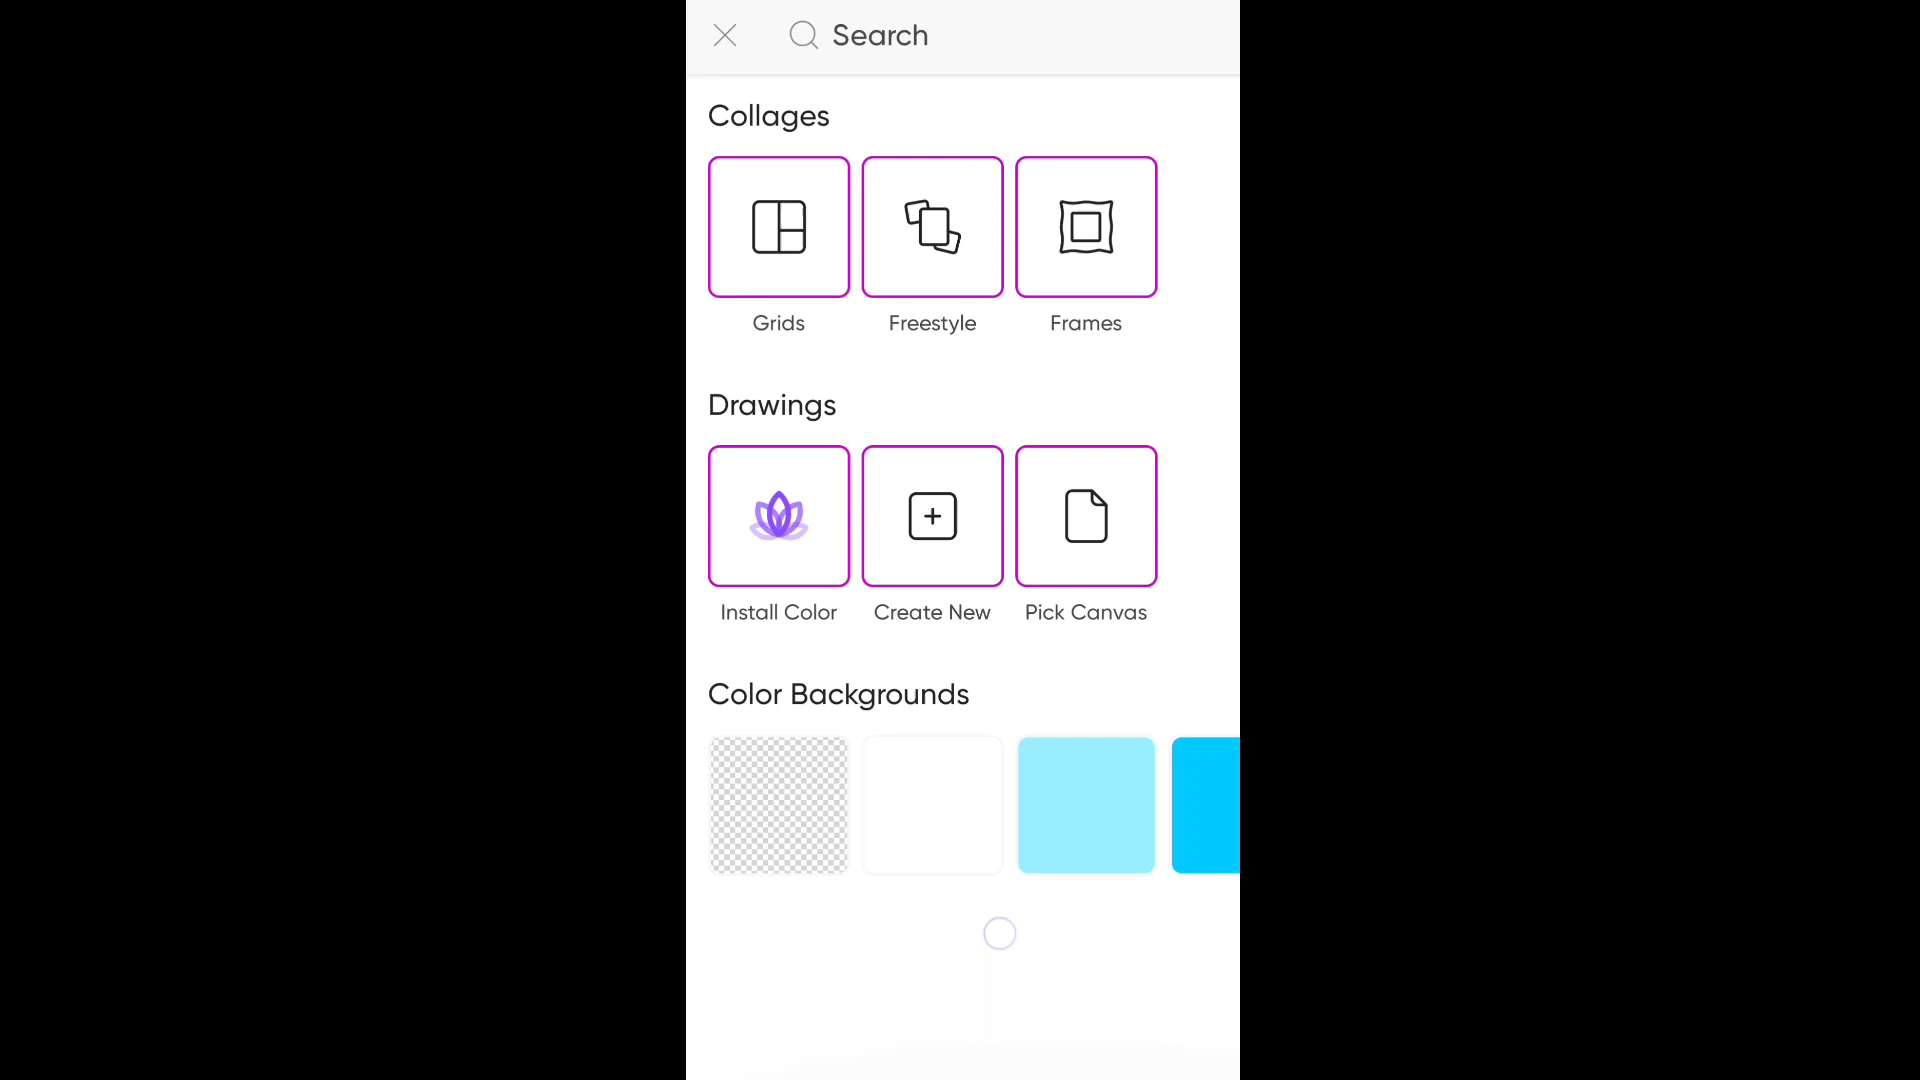 Search
Collages
Grids
Freestyle
Frames
Drawings
Install Color
Create New
Pick Canvas
Color Backgrounds